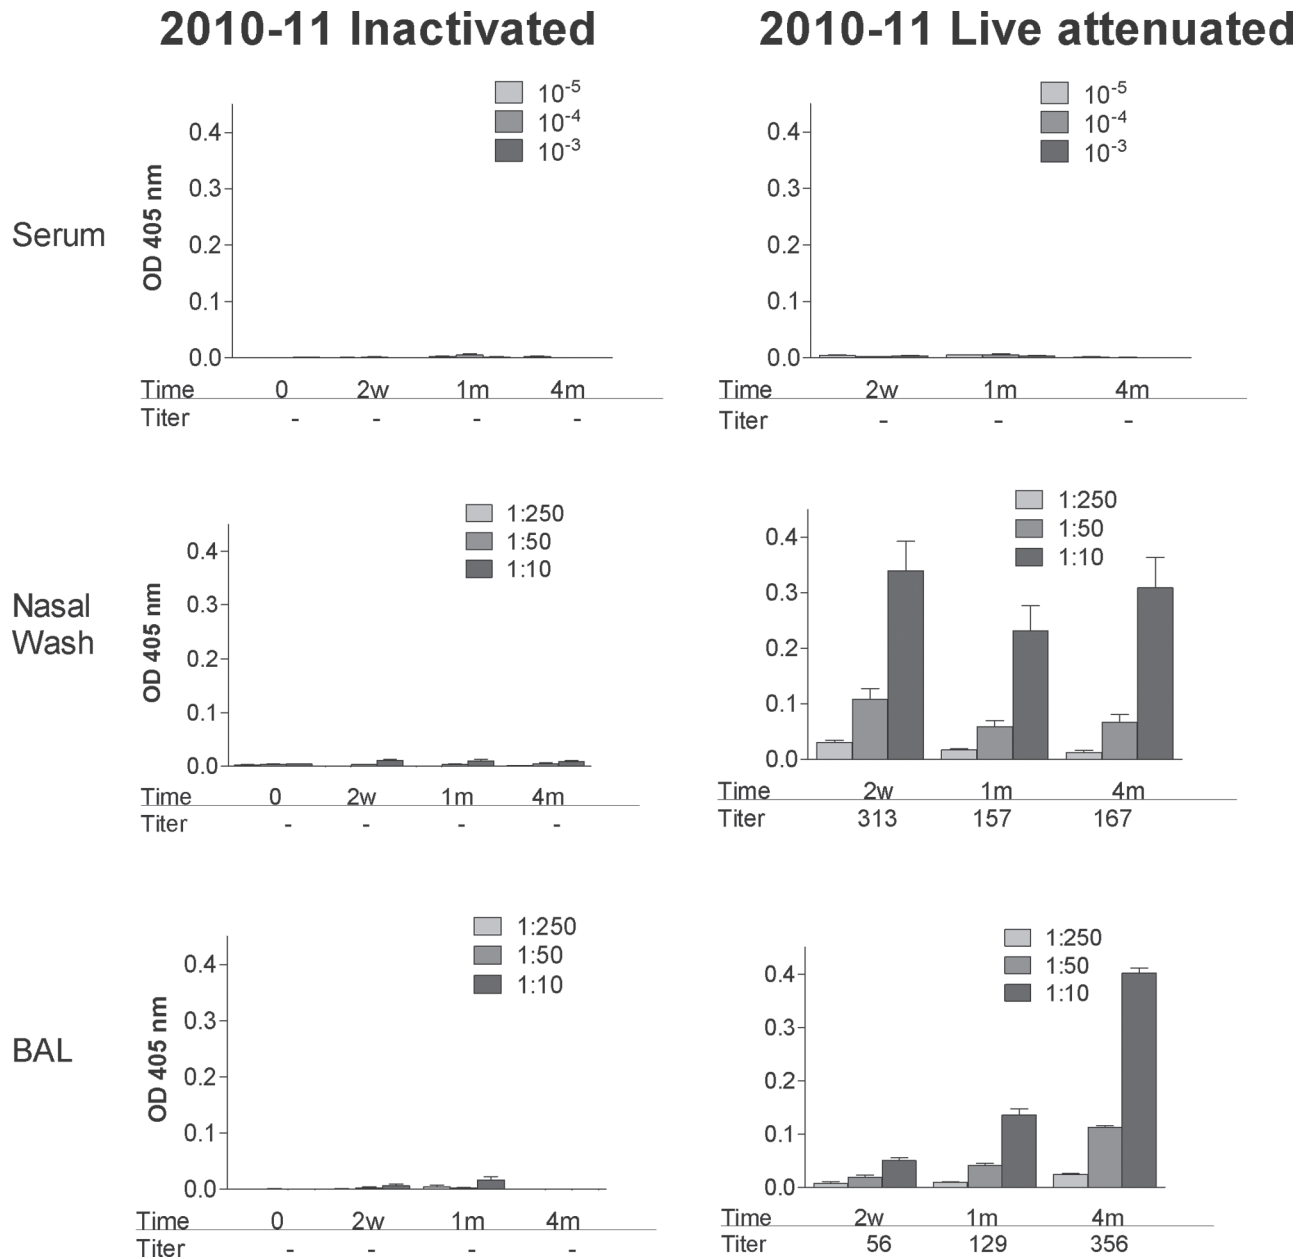 2010-11 Inactivated
2010-11 Live attenuated
Serum
OD 405 nm
0.4
0.3
0.2
0.1
0.0
10-5
10-4
10-3
Time 0 2w 1m 4m
Titer - - - -
0.4
0.3
0.2
0.1
0.0
10-5
10-4
10-3
Time 2w 1m 4m
Titer - - -
Nasal
Wash
OD 405 nm
0.4
0.3
0.2
0.1
0.0
1:250
1:50
1:10
Time 0 2w 1m 4m
Titer - - - -
0.4
0.3
0.2
0.1
0.0
1:250
1:50
1:10
Time 2w 1m 4m
Titer 313 157 167
BAL
OD 405 nm
0.4
0.3
0.2
0.1
0.0
1:250
1:50
1:10
Time 0 2w 1m 4m
Titer - - - -
0.4
0.3
0.2
0.1
0.0
1:250
1:50
1:10
Time 2w 1m 4m
Titer 56 129 356